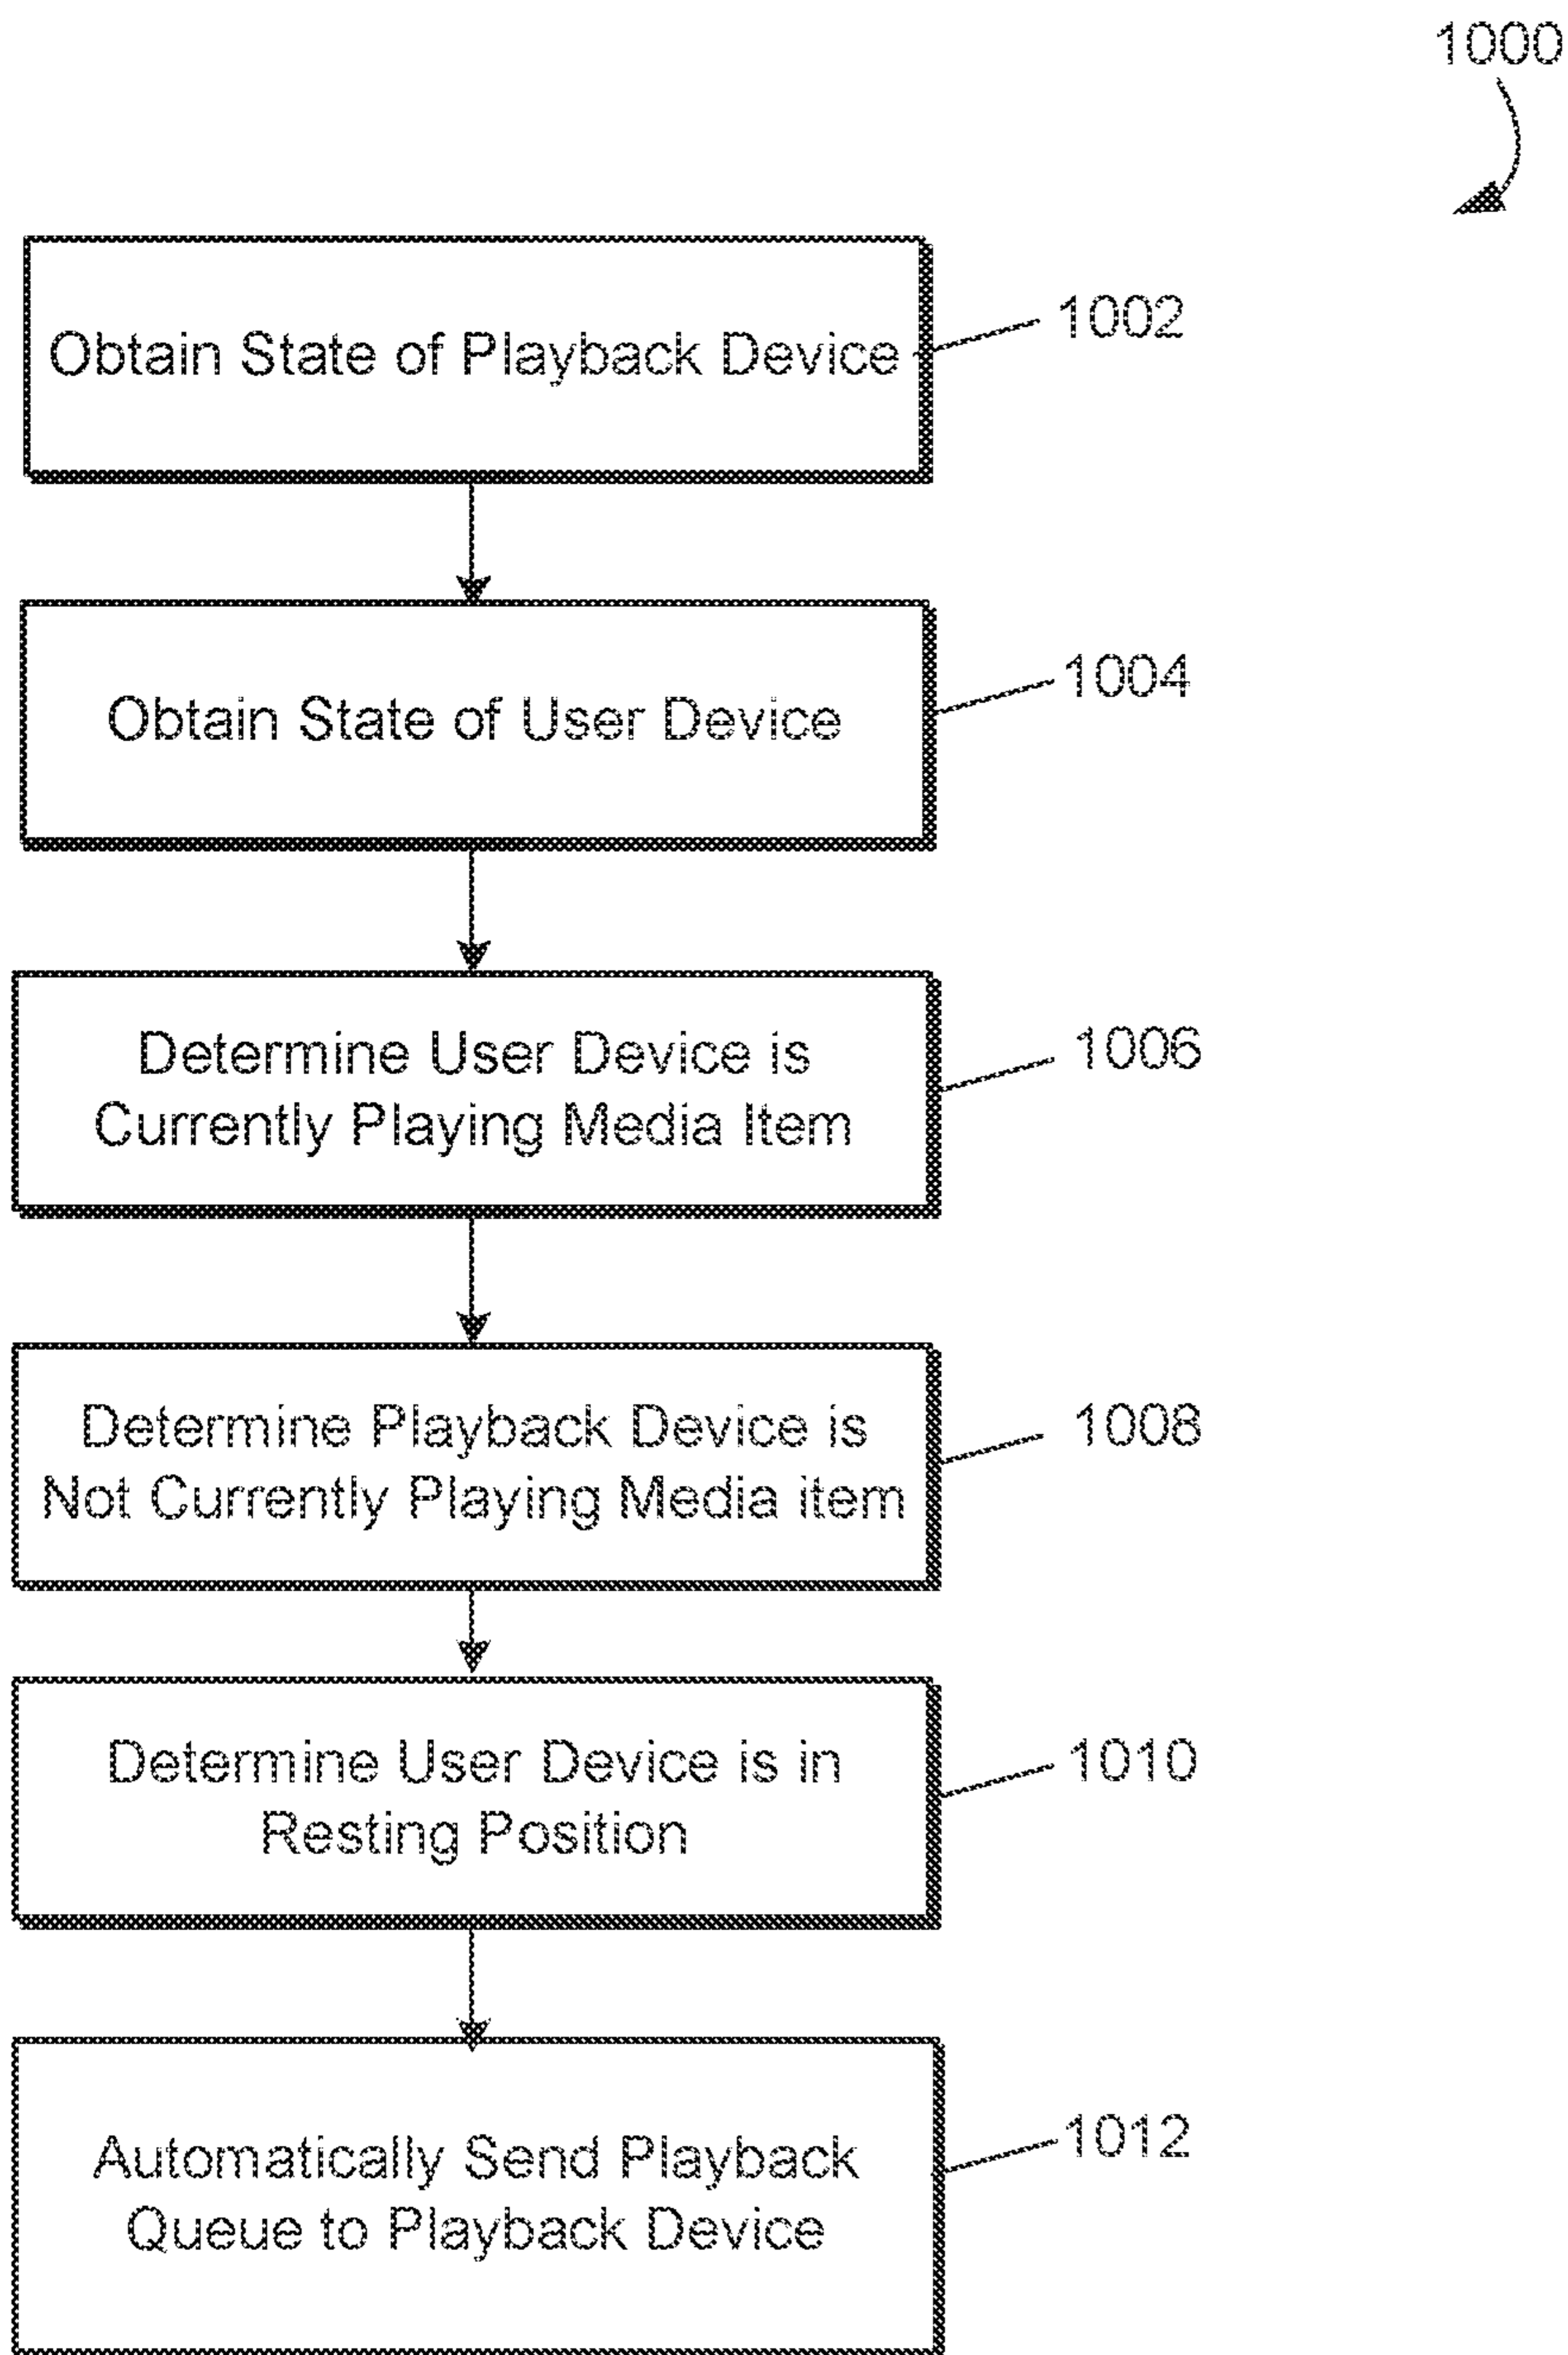 1000
Obtain State of Playback Device
1002
Obtain State of User Device
1004
Determine User Device is
Currently Playing Media Item
1006
Determine Playback Device is
Not Currently Playing Media item
1008
Determine User Device is in
Resting Position
1010
Automatically Send Playback
Queue to Playback Device
1012